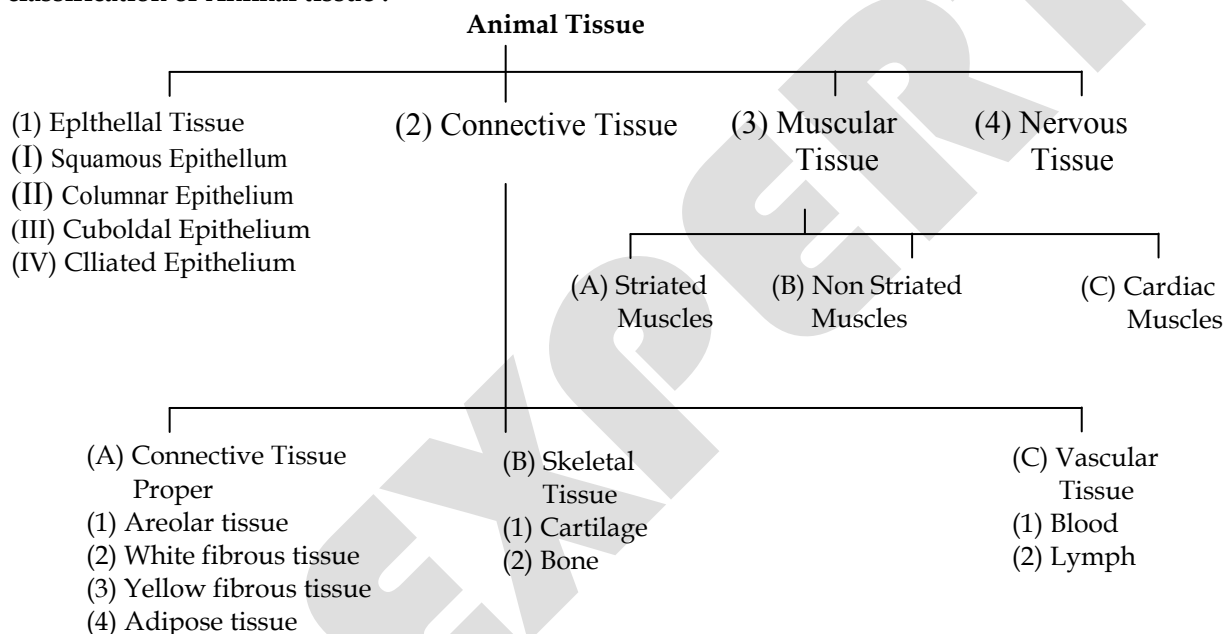 classification of Animal tissue .
Animal Tissue
(1) Eplthellal Tissue
(I) Squamous Epithellum
(II) Columnar Epithelium
(III) Cuboldal Epithelium
(IV) Clliated Epithelium
(2) Connective Tissue
(3) Muscular
Tissue
(4) Nervous
Tissue
(A) Striated
Muscles
(B) Non Striated
Muscles
(C) Cardiac
Muscles
(A) Connective Tissue
Proper
(1) Areolar tissue
(2) White fibrous tissue
(3) Yellow fibrous tissue
(4) Adipose tissue
(B) Skeletal
Tissue
(1) Cartilage
(2) Bone
(C) Vascular
Tissue
(1) Blood
(2) Lymph
EXPERT